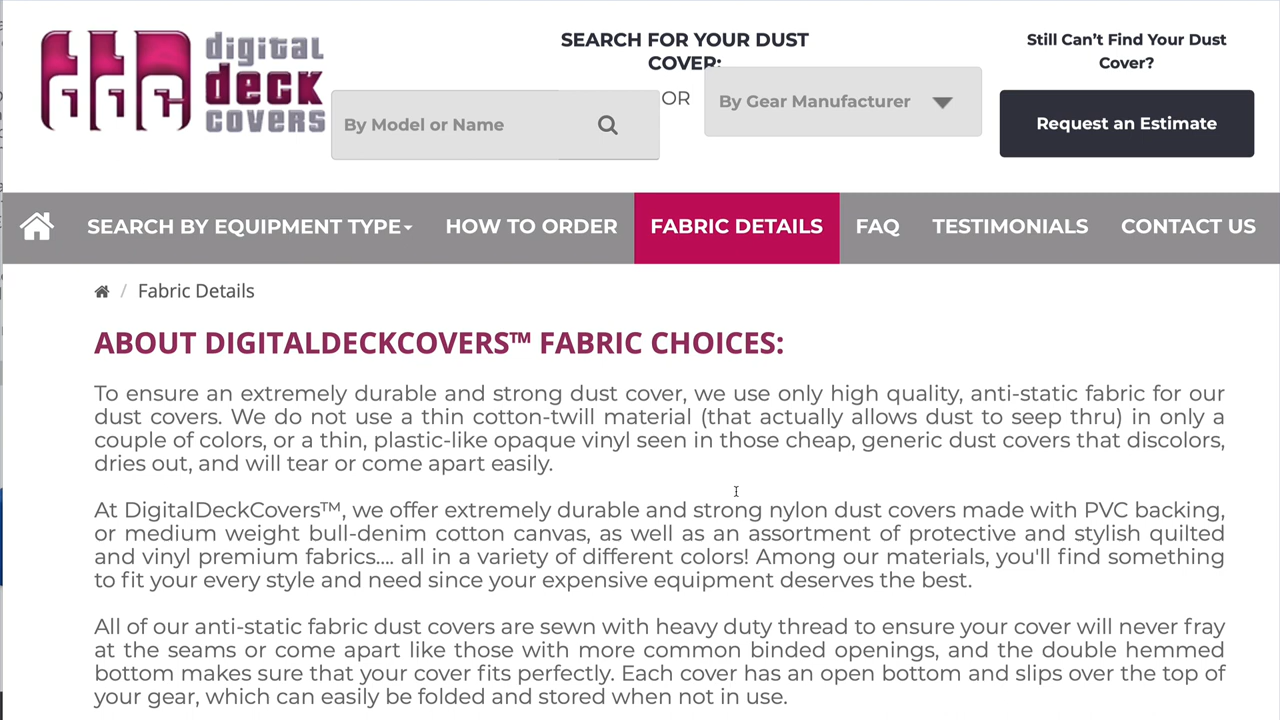 digital
deck
covers
SEARCH FOR YOUR DUST
COVER:
By Model or Name
OR
By Gear Manufacturer
Still Can’t Find Your Dust
Cover?
Request an Estimate
SEARCH BY EQUIPMENT TYPE
HOW TO ORDER
FABRIC DETAILS
FAQ
TESTIMONIALS
CONTACT US
/ Fabric Details
ABOUT DIGITALDECKCOVERS™ FABRIC CHOICES:
To ensure an extremely durable and strong dust cover, we use only high quality, anti-static fabric for our
dust covers. We do not use a thin cotton-twill material (that actually allows dust to seep thru) in only a
couple of colors, or a thin, plastic-like opaque vinyl seen in those cheap, generic dust covers that discolors,
dries out, and will tear or come apart easily.
At DigitalDeckCovers™, we offer extremely durable and strong nylon dust covers made with PVC backing,
or medium weight bull-denim cotton canvas, as well as an assortment of protective and stylish quilted
and vinyl premium fabrics.... all in a variety of different colors! Among our materials, you'll find something
to fit your every style and need since your expensive equipment deserves the best.
All of our anti-static fabric dust covers are sewn with heavy duty thread to ensure your cover will never fray
at the seams or come apart like those with more common binded openings, and the double hemmed
bottom makes sure that your cover fits perfectly. Each cover has an open bottom and slips over the top of
your gear, which can easily be folded and stored when not in use.